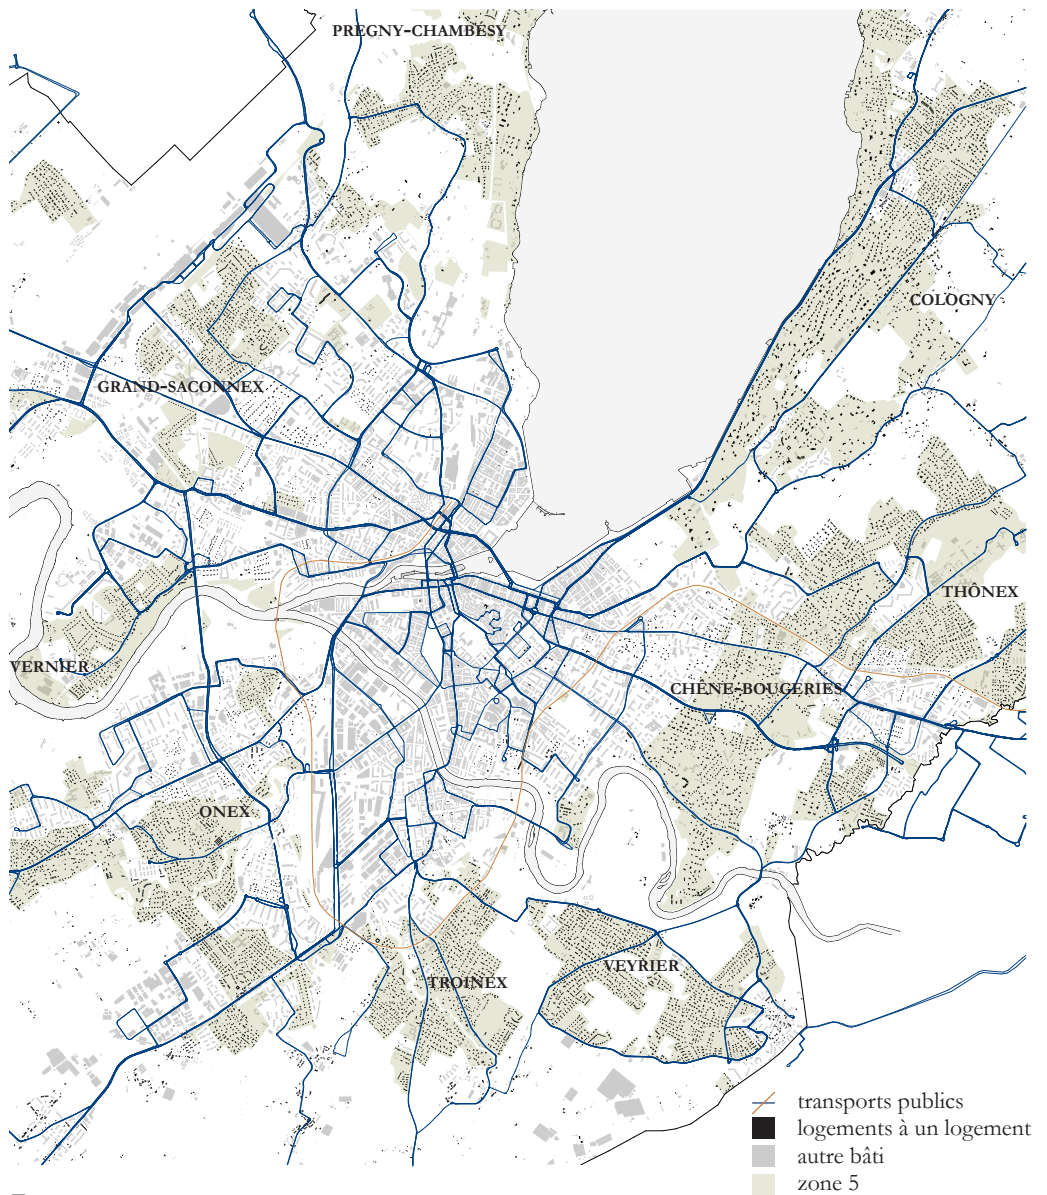 PREGNY-CHAMBÉSY
COLOGNY
GRAND-SACONNEX
THÔNEX
VERNIER
CHÊNE-BOUGERIES
ONEX
VEYRIER
TROINEX
transports publics
logements à un logement
autre bâti
zone 5